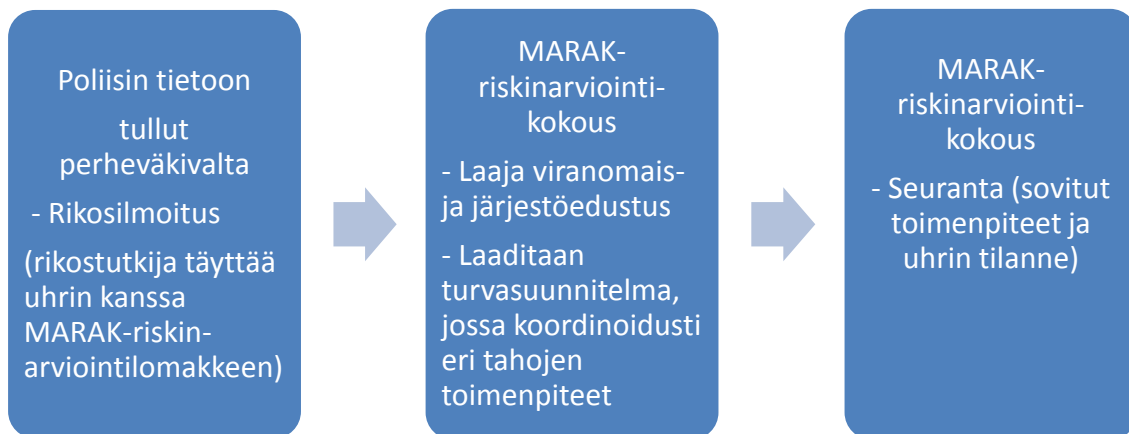 Poliisin tietoon
tullut
perheväkivalta
- Rikosilmoitus
(rikostutkija täyttää
uhrin kanssa
MARAK-riskin-
arviointilomakkeen)
MARAK-
riskinarviointi-
kokous
- Laaja viranomais-
ja järjestöedustus
- Laaditaan
turvasuunnitelma,
jossa koordinoidusti
eri tahojen
toimenpiteet
MARAK-
riskinarviointi-
kokous
- Seuranta (sovitut
toimenpiteet ja
uhrin tilanne)